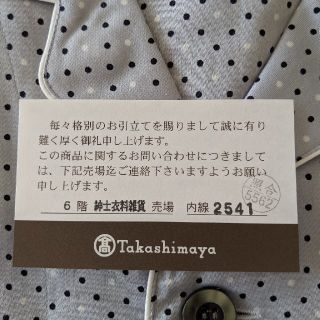 毎々格別のお引立てを賜りまして誠に有り
難く厚く御礼申し上げます。
この商品に関するお問い合わせにつきまして
は、下記売場迄ご連絡下さいますようお願い
申し上げます。
照合
5562
6階 紳士衣料雑貨 売場 内線 2541
髙 Takashimaya